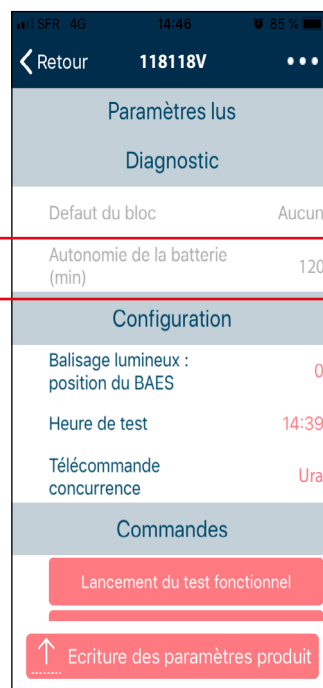 SFR 4G 14:46 85 %
Retour 118118V
Paramètres lus
Diagnostic
Defaut du bloc Aucun
Autonomie de la batterie
(min) 120
Configuration
Balisage lumineux :
position du BAES 0
Heure de test 14:39
Télécommande
concurrence Ura
Commandes
Lancement du test fonctionnel
Ecriture des paramètres produit